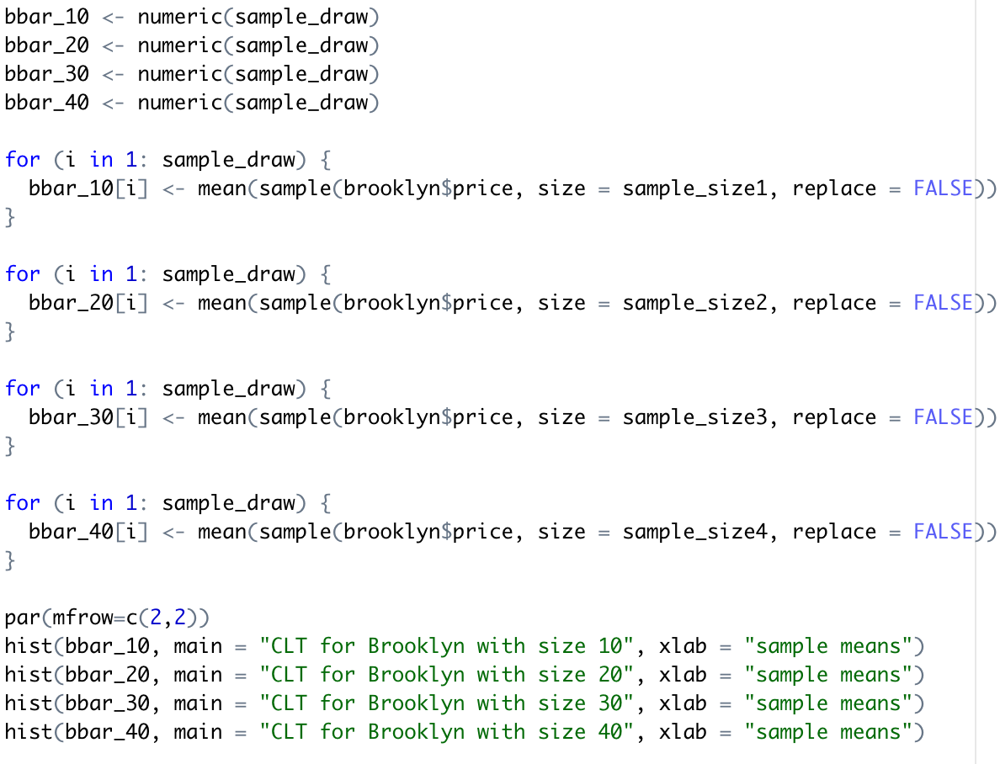 bbar_10 <- numeric(sample_draw)
bbar_20 <- numeric(sample_draw)
bbar_30 <- numeric(sample_draw)
bbar_40 <- numeric(sample_draw)

for (i in 1: sample_draw) {
  bbar_10[i] <- mean(sample(brooklyn$price, size = sample_size1, replace = FALSE))
}

for (i in 1: sample_draw) {
  bbar_20[i] <- mean(sample(brooklyn$price, size = sample_size2, replace = FALSE))
}

for (i in 1: sample_draw) {
  bbar_30[i] <- mean(sample(brooklyn$price, size = sample_size3, replace = FALSE))
}

for (i in 1: sample_draw) {
  bbar_40[i] <- mean(sample(brooklyn$price, size = sample_size4, replace = FALSE))
}

par(mfrow=c(2,2))
hist(bbar_10, main = "CLT for Brooklyn with size 10", xlab = "sample means")
hist(bbar_20, main = "CLT for Brooklyn with size 20", xlab = "sample means")
hist(bbar_30, main = "CLT for Brooklyn with size 30", xlab = "sample means")
hist(bbar_40, main = "CLT for Brooklyn with size 40", xlab = "sample means")